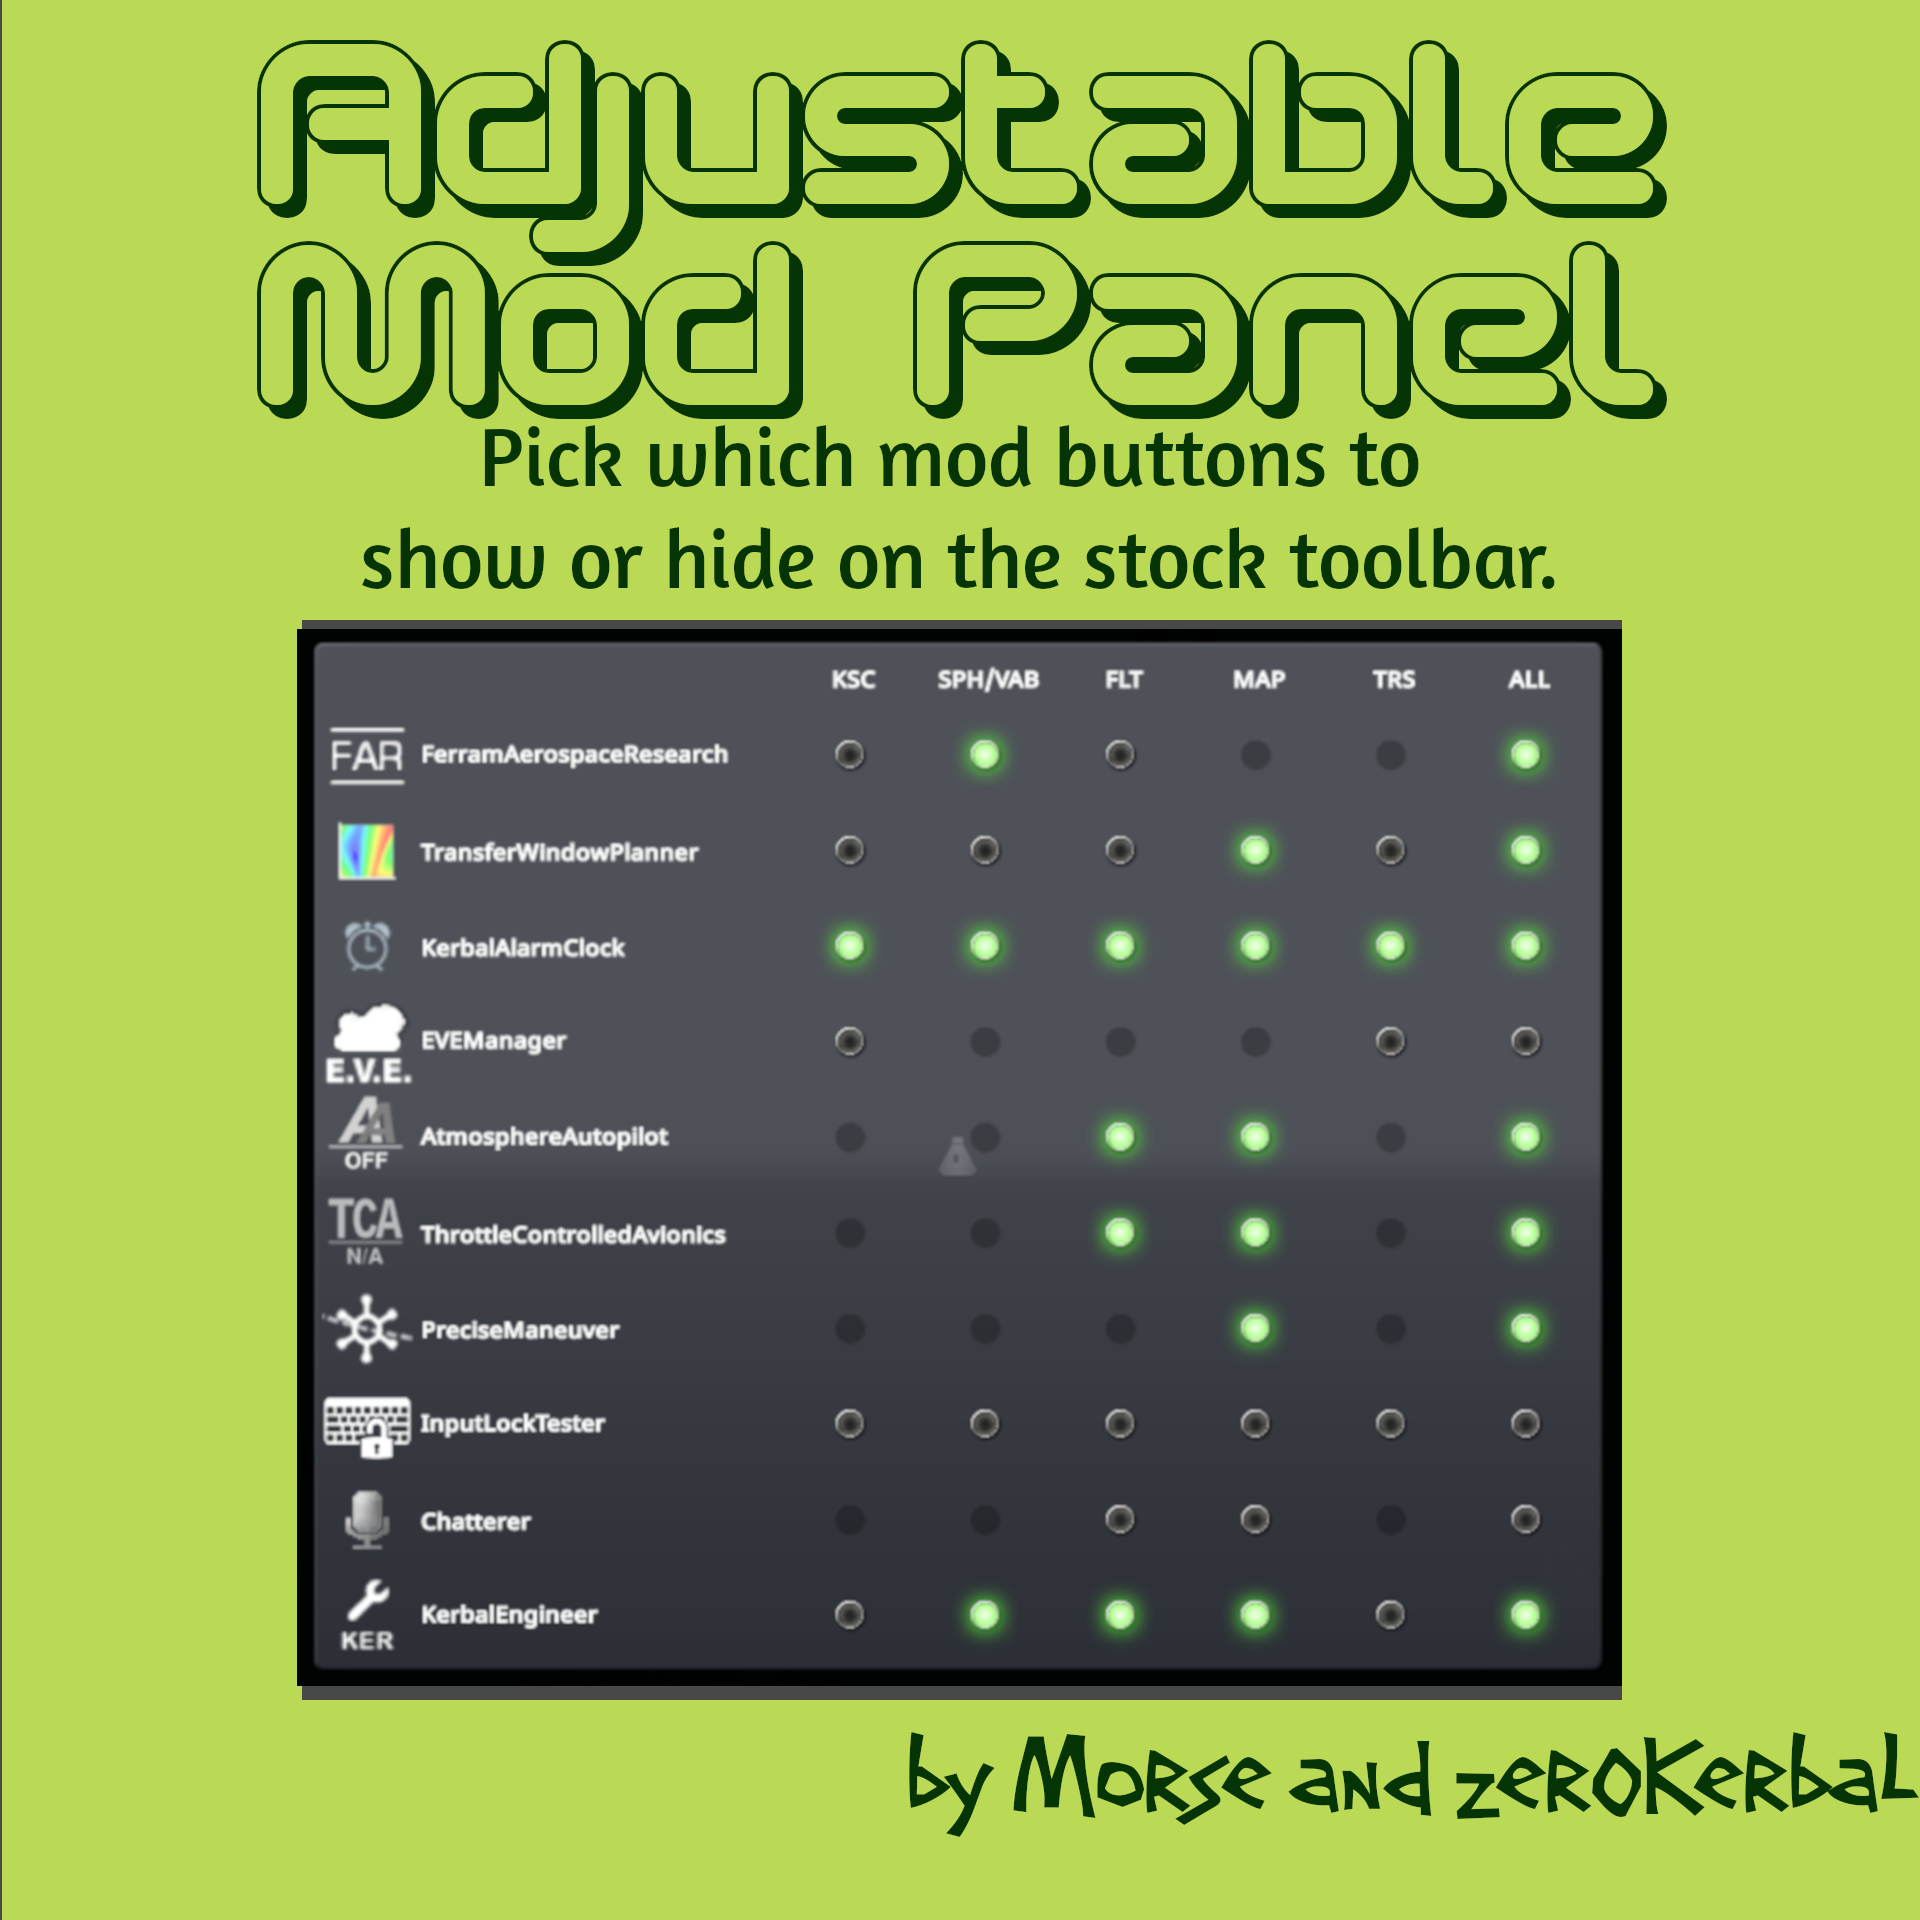 Adjustable
Mod Panel
Pick which mod buttons to
show or hide on the stock toolbar.
KSC SPH/VAB FLT MAP TRS ALL
FAR FerramAerospaceResearch
TransferWindowPlanner
KerbalAlarmClock
E.V.E. EVEManager
AA OFF AtmosphereAutopilot
TCA N/A ThrottleControlledAvionics
PreciseManeuver
InputLockTester
Chatterer
KER KerbalEngineer
by Morse and zer0Kerbal